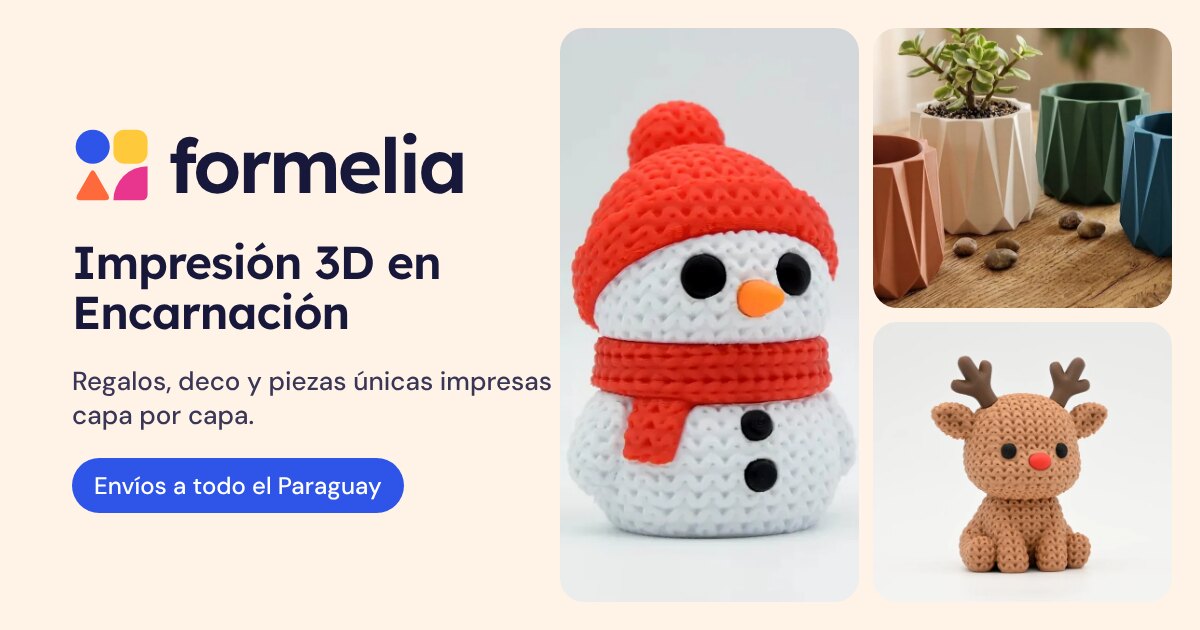 formelia
Impresión 3D en
Encarnación
Regalos, deco y piezas únicas impresas
capa por capa.
Envíos a todo el Paraguay